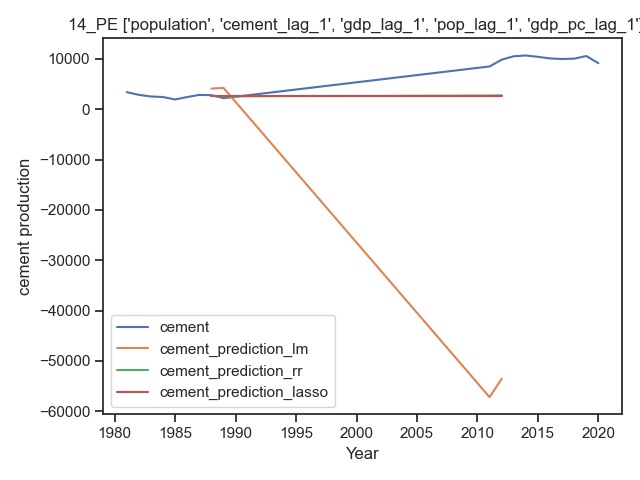 14_PE ['population', 'cement_lag_1', 'gdp_lag_1', 'pop_lag_1', 'gdp_pc_lag_1']
10000
0
−10000
−20000
−30000
−40000
−50000
−60000
cement production
cement
cement_prediction_lm
cement_prediction_rr
cement_prediction_lasso
1980 1985 1990 1995 2000 2005 2010 2015 2020
Year